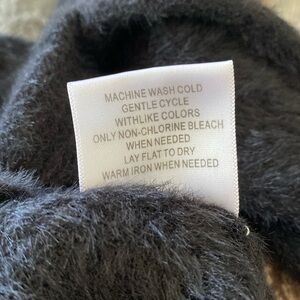 MACHINE WASH COLD
GENTLE CYCLE
WITHLIKE COLORS
ONLY NON-CHLORINE BLEACH
WHEN NEEDED
LAY FLAT TO DRY
WARM IRON WHEN NEEDED